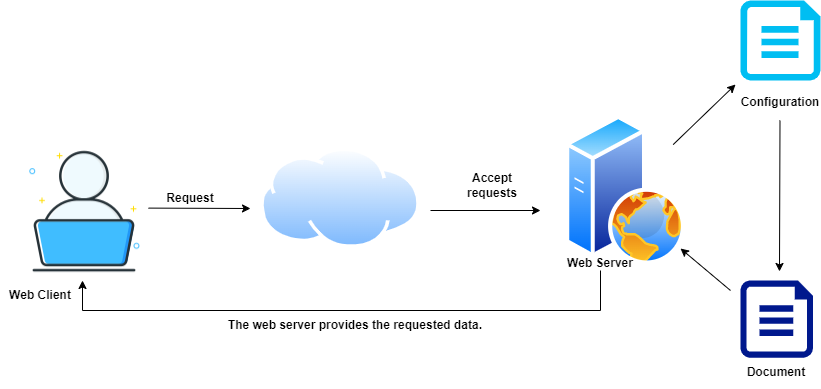 Configuration
Accept
requests
Request
Web Server
Web Client
The web server provides the requested data.
Document